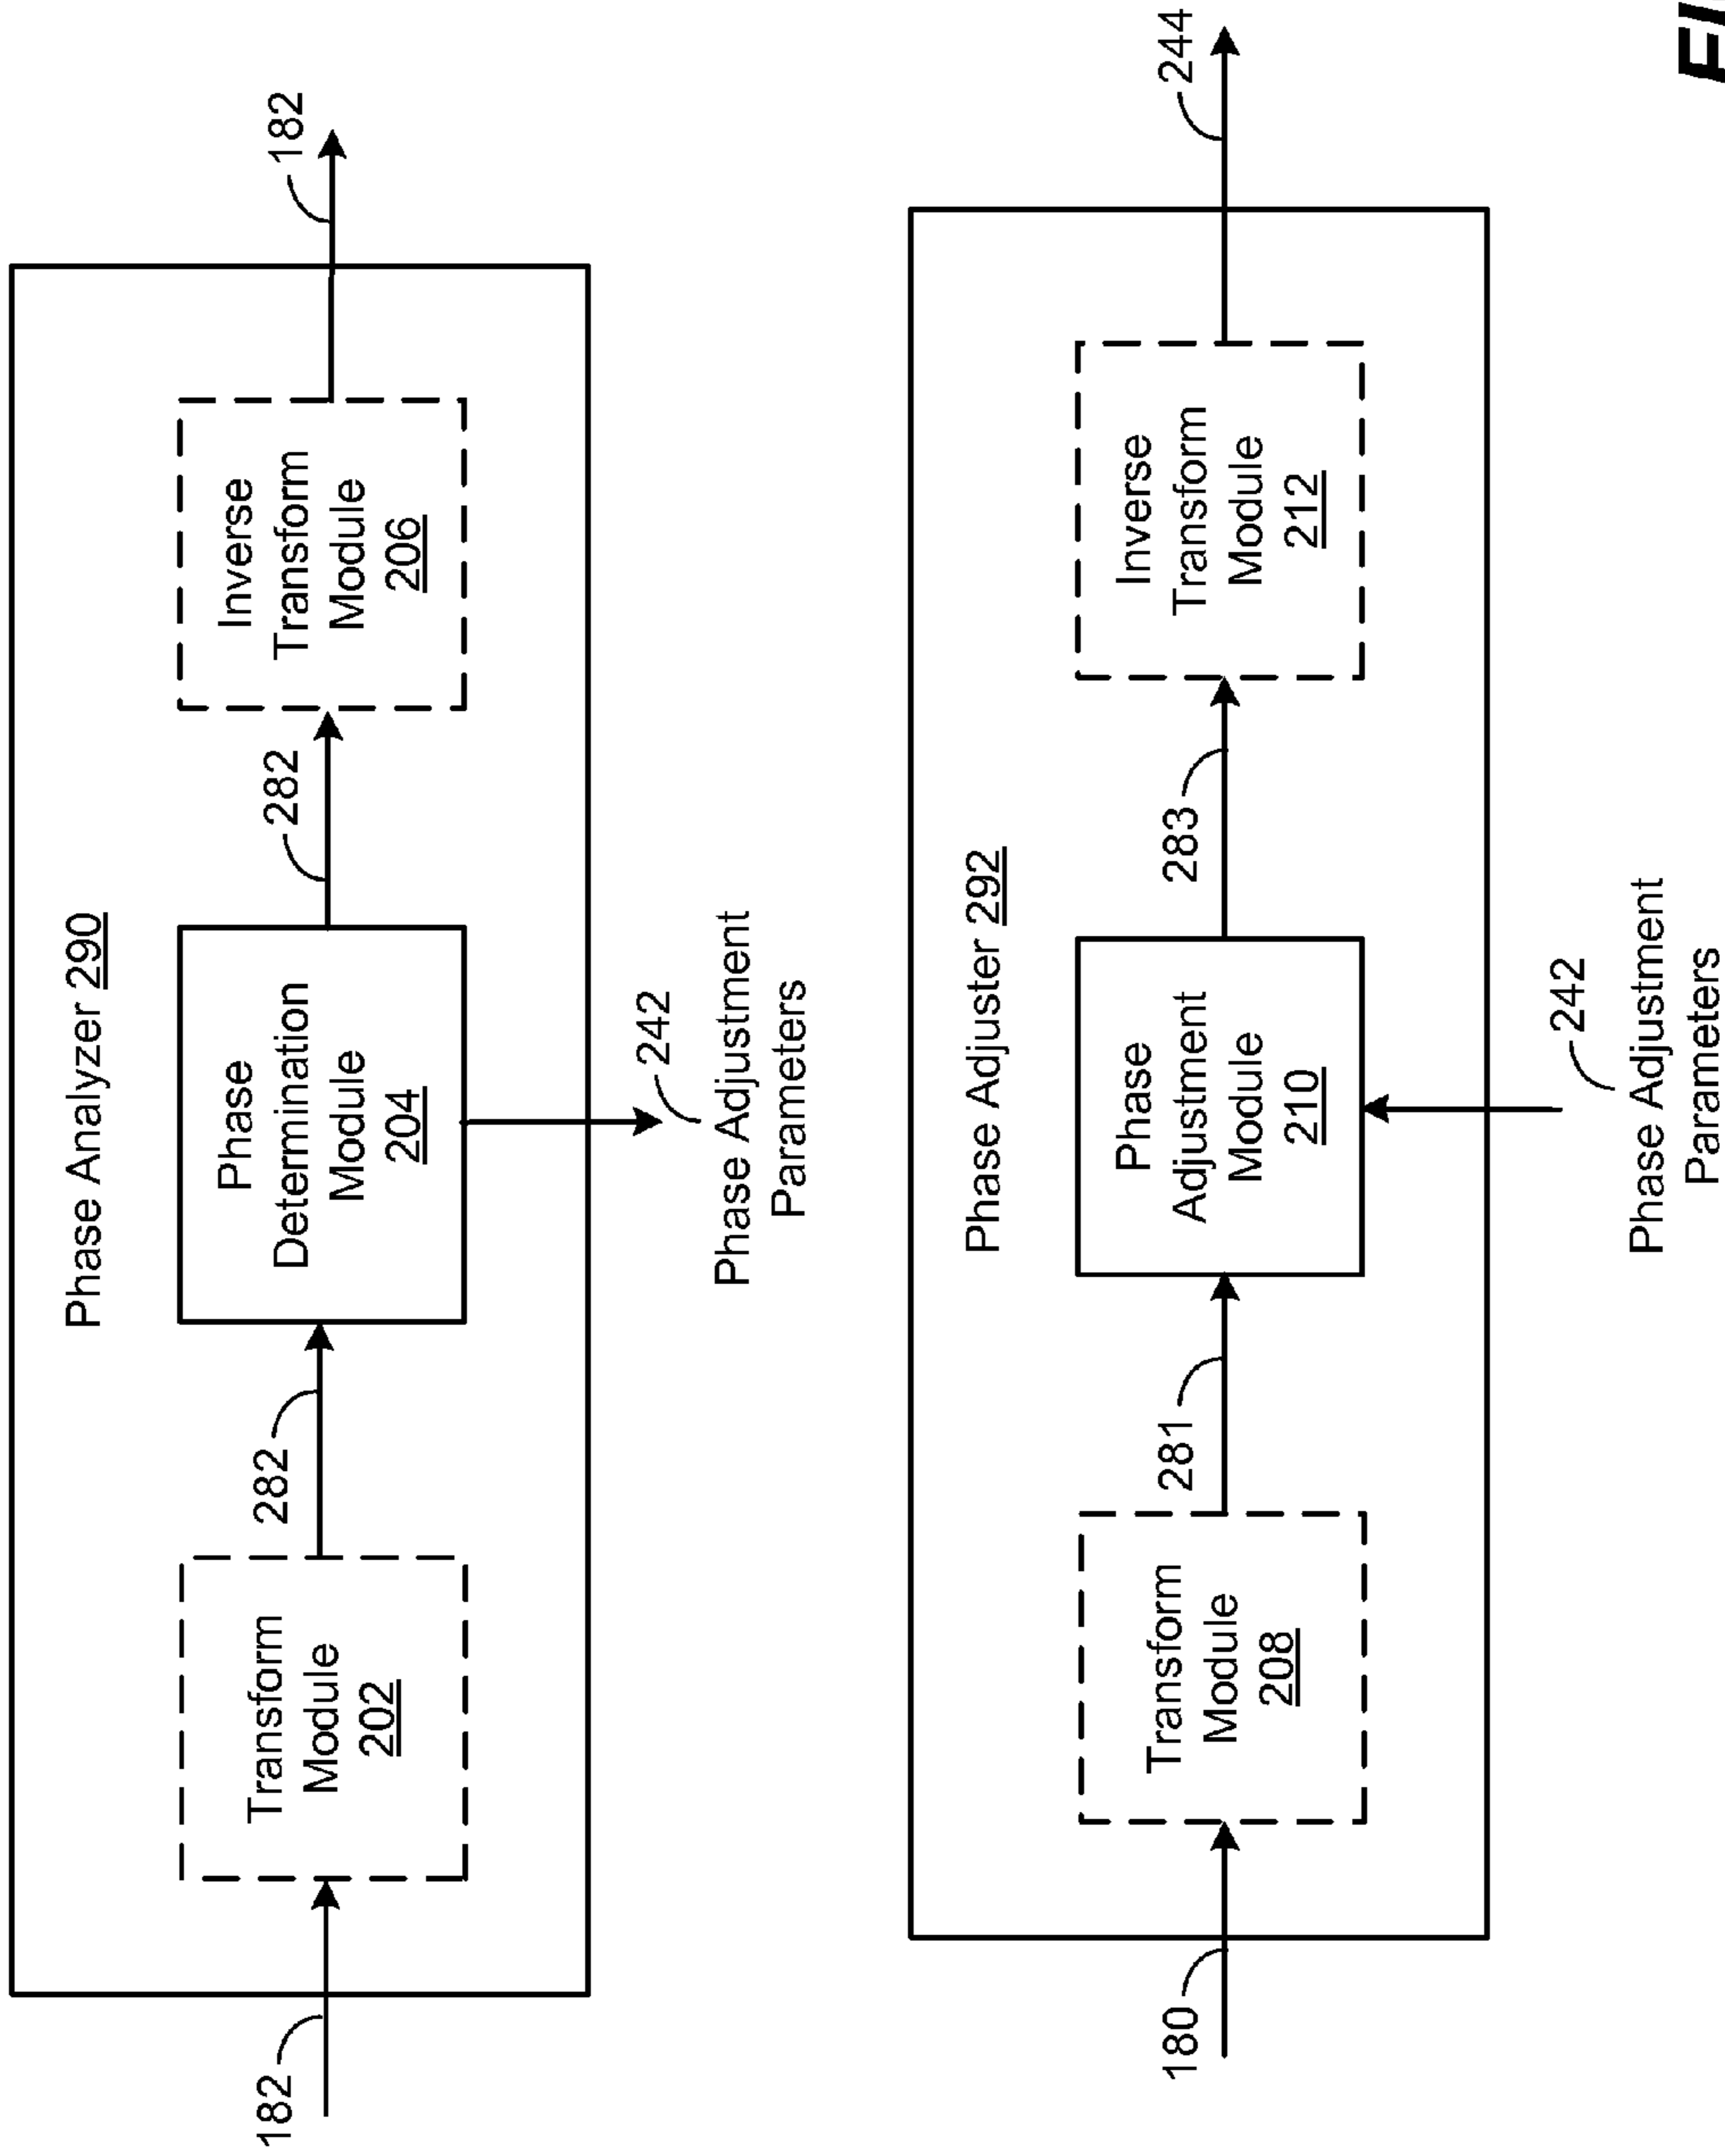 Phase Analyzer 290
182
Transform
Module
202
282
Phase
Determination
Module
204
282
Inverse
Transform
Module
206
182
242
Phase Adjustment
Parameters
Phase Adjuster 292
180
Transform
Module
208
281
Phase
Adjustment
Module
210
283
Inverse
Transform
Module
212
244
242
Phase Adjustment
Parameters